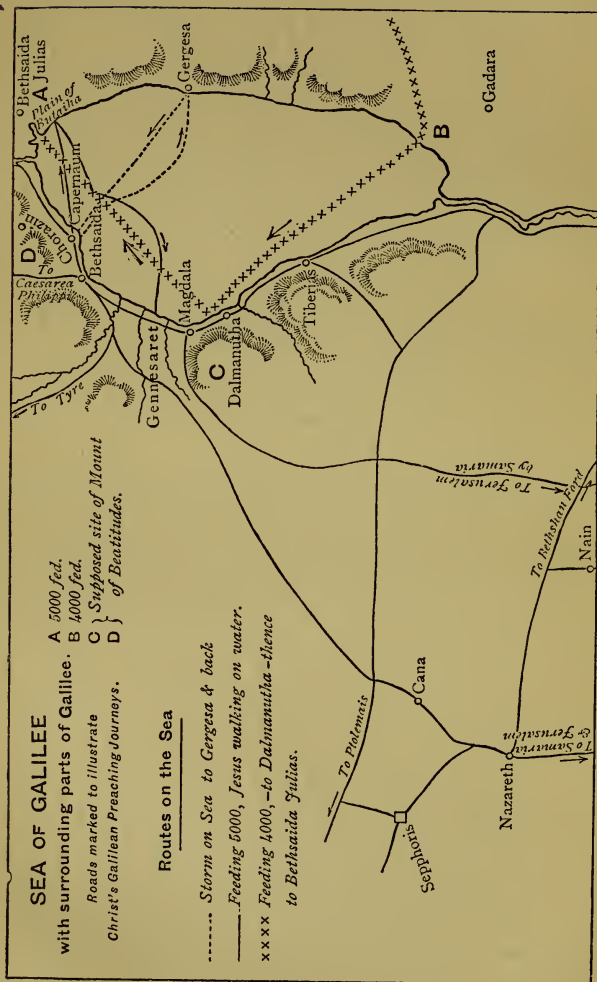 SEA OF GALILEE
with surrounding parts of Galilee.
Roads marked to illustrate
Christ's Galilean Preaching Journeys.
A 5000 fed.
B 4000 fed.
C } Supposed site of Mount
D } of Beatitudes.
Routes on the Sea
------ Storm on Sea to Gergesa & back
—— Feeding 5000, Jesus walking on water.
xxxx Feeding 4000,-to Dalmanutha-thence
to Bethsaida Julias.
To Tyre
To
Caesarea
Philippi
D
Chorazin
Capernaum
Bethsaida
Plain of
Butaiha
A
Bethsaida
Julias
Gergesa
Gennesaret
Magdala
C
Dalmanutha
Tiberias
B
Gadara
To Ptolemais
Sepphoris
Cana
Nazareth
To Samaria
& Jerusalem
To Jerusalem
by Samaria
To Bethshan Ford
Nain